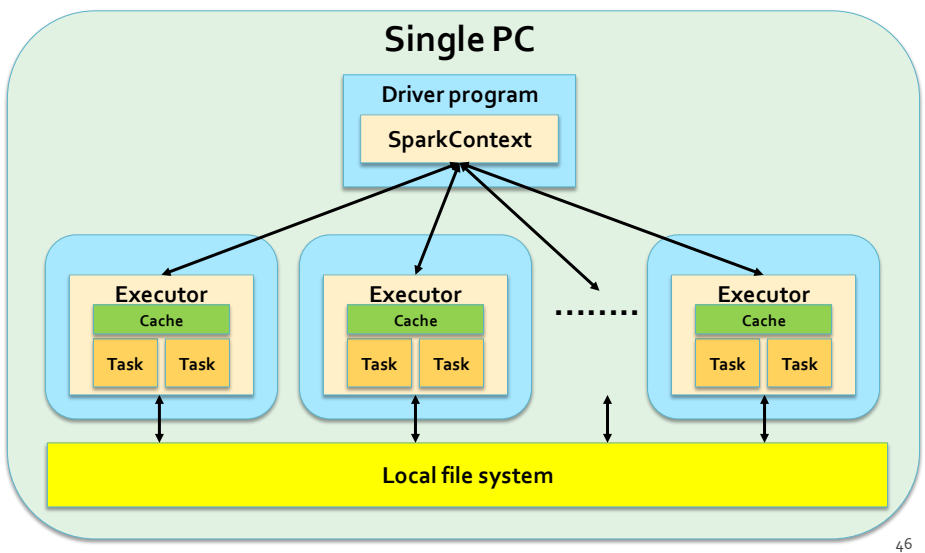 Single PC
Driver program
SparkContext
Executor
Cache
Task Task
Executor
Cache
Task Task
........
Executor
Cache
Task Task
Local file system
46